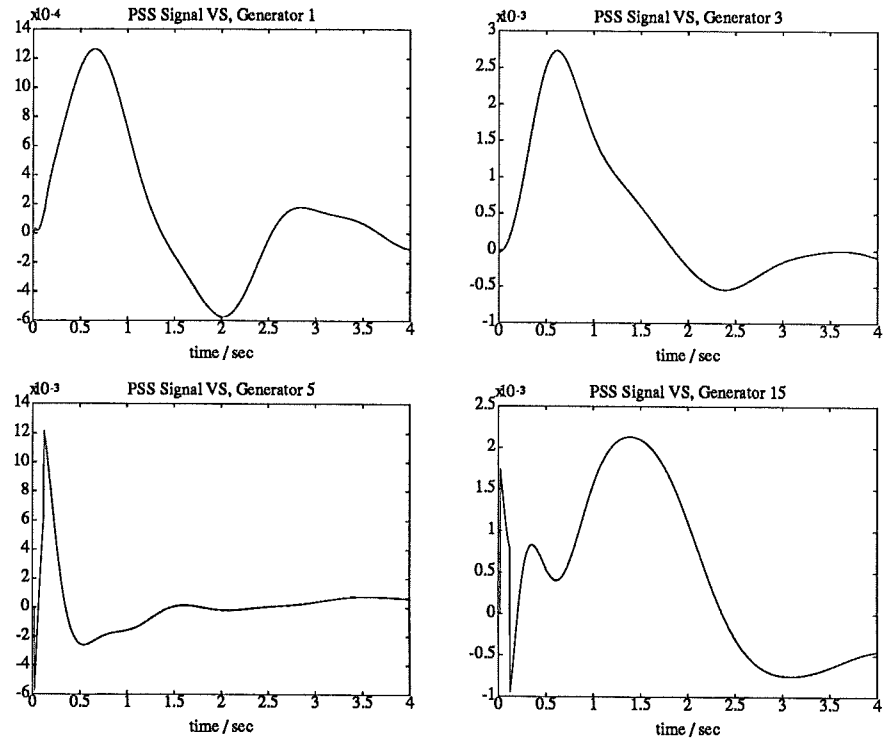 PSS Signal VS, Generator 1
x10-4
14
12
10
8
6
4
2
0
-2
-4
-6
0 0.5 1 1.5 2 2.5 3 3.5 4
time / sec
PSS Signal VS, Generator 3
x10-3
3
2.5
2
1.5
1
0.5
0
-0.5
-1
0 0.5 1 1.5 2 2.5 3 3.5 4
time / sec
PSS Signal VS, Generator 5
x10-3
14
12
10
8
6
4
2
0
-2
-4
-6
0 0.5 1 1.5 2 2.5 3 3.5 4
time / sec
PSS Signal VS, Generator 15
x10-3
2.5
2
1.5
1
0.5
0
-0.5
-1
0 0.5 1 1.5 2 2.5 3 3.5 4
time / sec